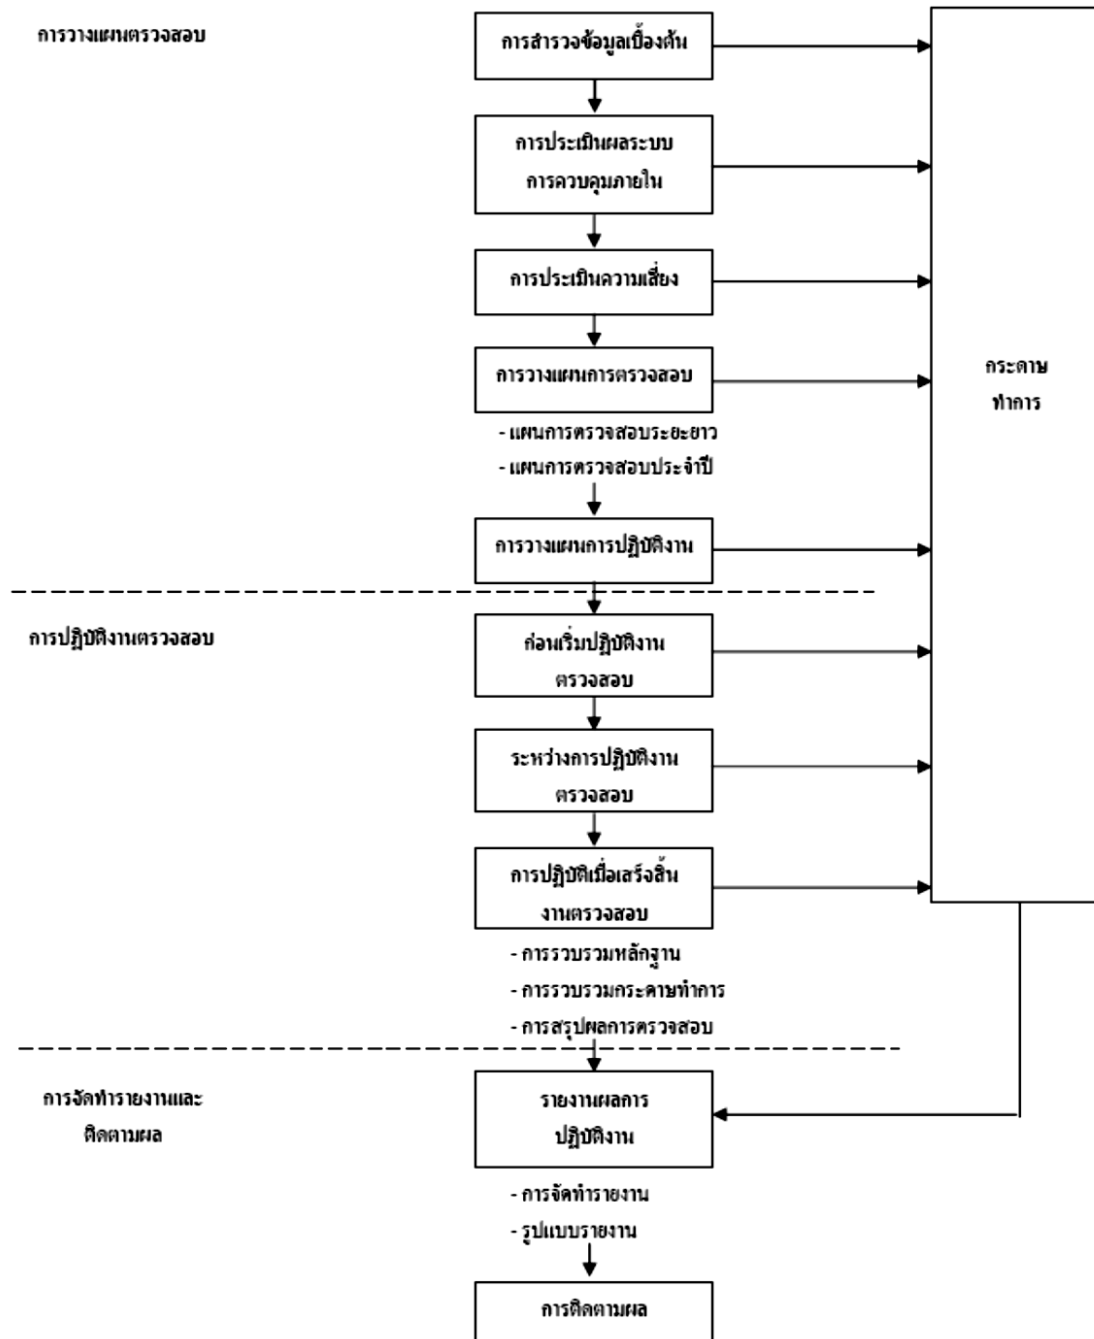 การวางแผนตรวจสอบ
การสำรวจข้อมูลเบื้องต้น
การประเมินผลระบบ
การควบคุมภายใน
การประเมินความเสี่ยง
การวางแผนการตรวจสอบ
- แผนการตรวจสอบระยะยาว
- แผนการตรวจสอบประจำปี
การวางแผนการปฏิบัติงาน
กระดาษ
ทำการ
การปฏิบัติงานตรวจสอบ
ก่อนเริ่มปฏิบัติงาน
ตรวจสอบ
ระหว่างการปฏิบัติงาน
ตรวจสอบ
การปฏิบัติเมื่อเสร็จสิ้น
งานตรวจสอบ
- การรวบรวมหลักฐาน
- การรวบรวมกระดาษทำการ
- การสรุปผลการตรวจสอบ
การจัดทำรายงานและ
ติดตามผล
รายงานผลการ
ปฏิบัติงาน
- การจัดทำรายงาน
- รูปแบบรายงาน
การติดตามผล